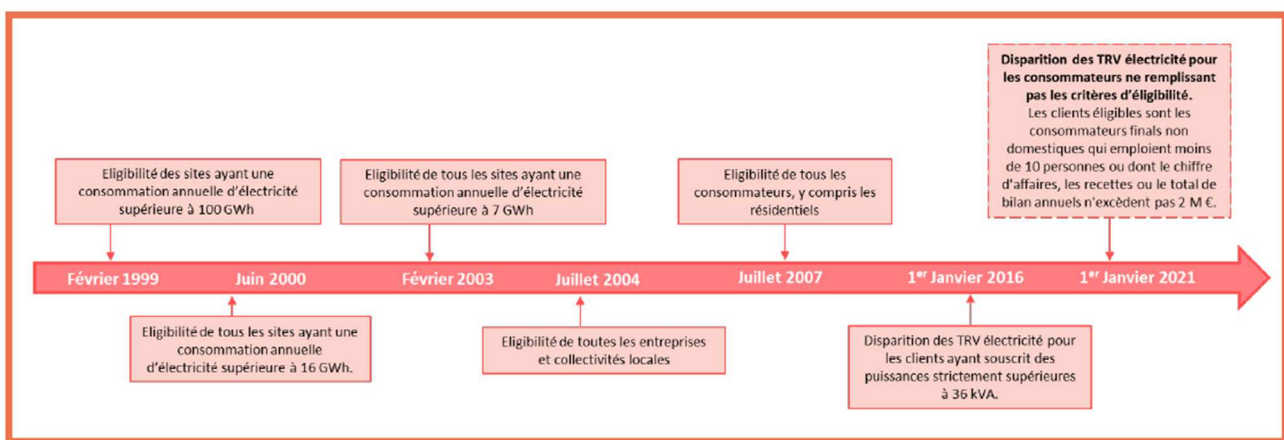 Disparition des TRV électricité pour
les consommateurs ne remplissant
pas les critères d'éligibilité.
Les clients éligibles sont les
consommateurs finals non
domestiques qui emploient moins
de 10 personnes ou dont le chiffre
d'affaires, les recettes ou le total de
bilan annuels n'excèdent pas 2 M €.
Eligibilité des sites ayant une
consommation annuelle d'électricité
supérieure à 100 GWh
Eligibilité de tous les sites ayant une
consommation annuelle d'électricité
supérieure à 7 GWh
Eligibilité de tous les
consommateurs, y compris les
résidentiels
Février 1999 Juin 2000 Février 2003 Juillet 2004 Juillet 2007 1er Janvier 2016 1er Janvier 2021
Eligibilité de tous les sites ayant une
consommation annuelle
d'électricité supérieure à 16 GWh.
Eligibilité de toutes les entreprises
et collectivités locales
Disparition des TRV électricité pour
les clients ayant souscrit des
puissances strictement supérieures
à 36 kVA.